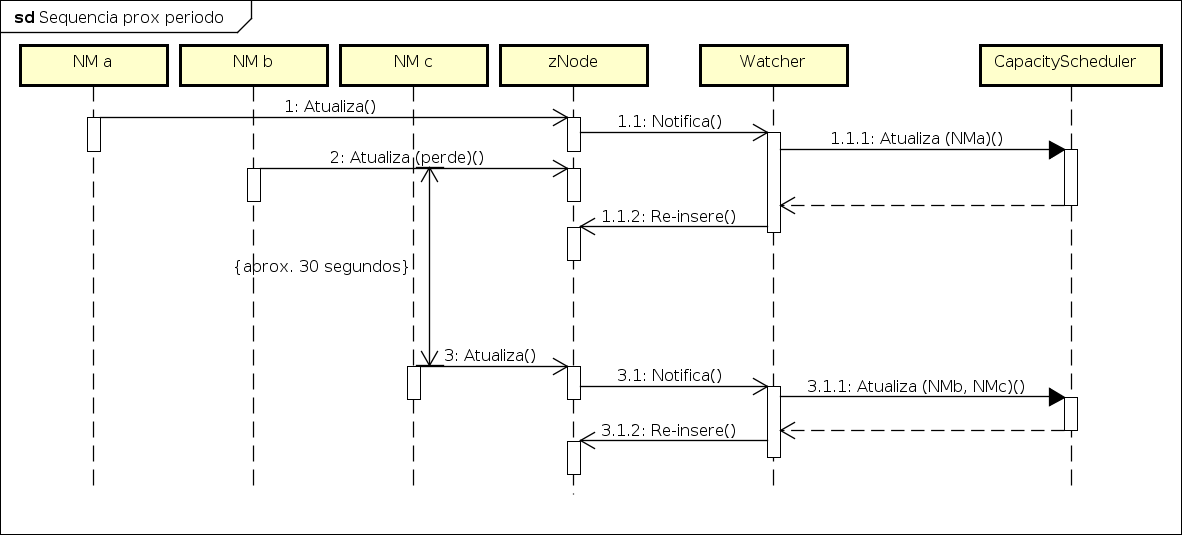 sd Sequencia prox periodo
NM a
NM b
NM c
zNode
Watcher
CapacityScheduler
1: Atualiza()
1.1: Notifica()
1.1.1: Atualiza (NMa)()
2: Atualiza (perde)()
1.1.2: Re-insere()
{aprox. 30 segundos}
3: Atualiza()
3.1: Notifica()
3.1.1: Atualiza (NMb, NMc)()
3.1.2: Re-insere()